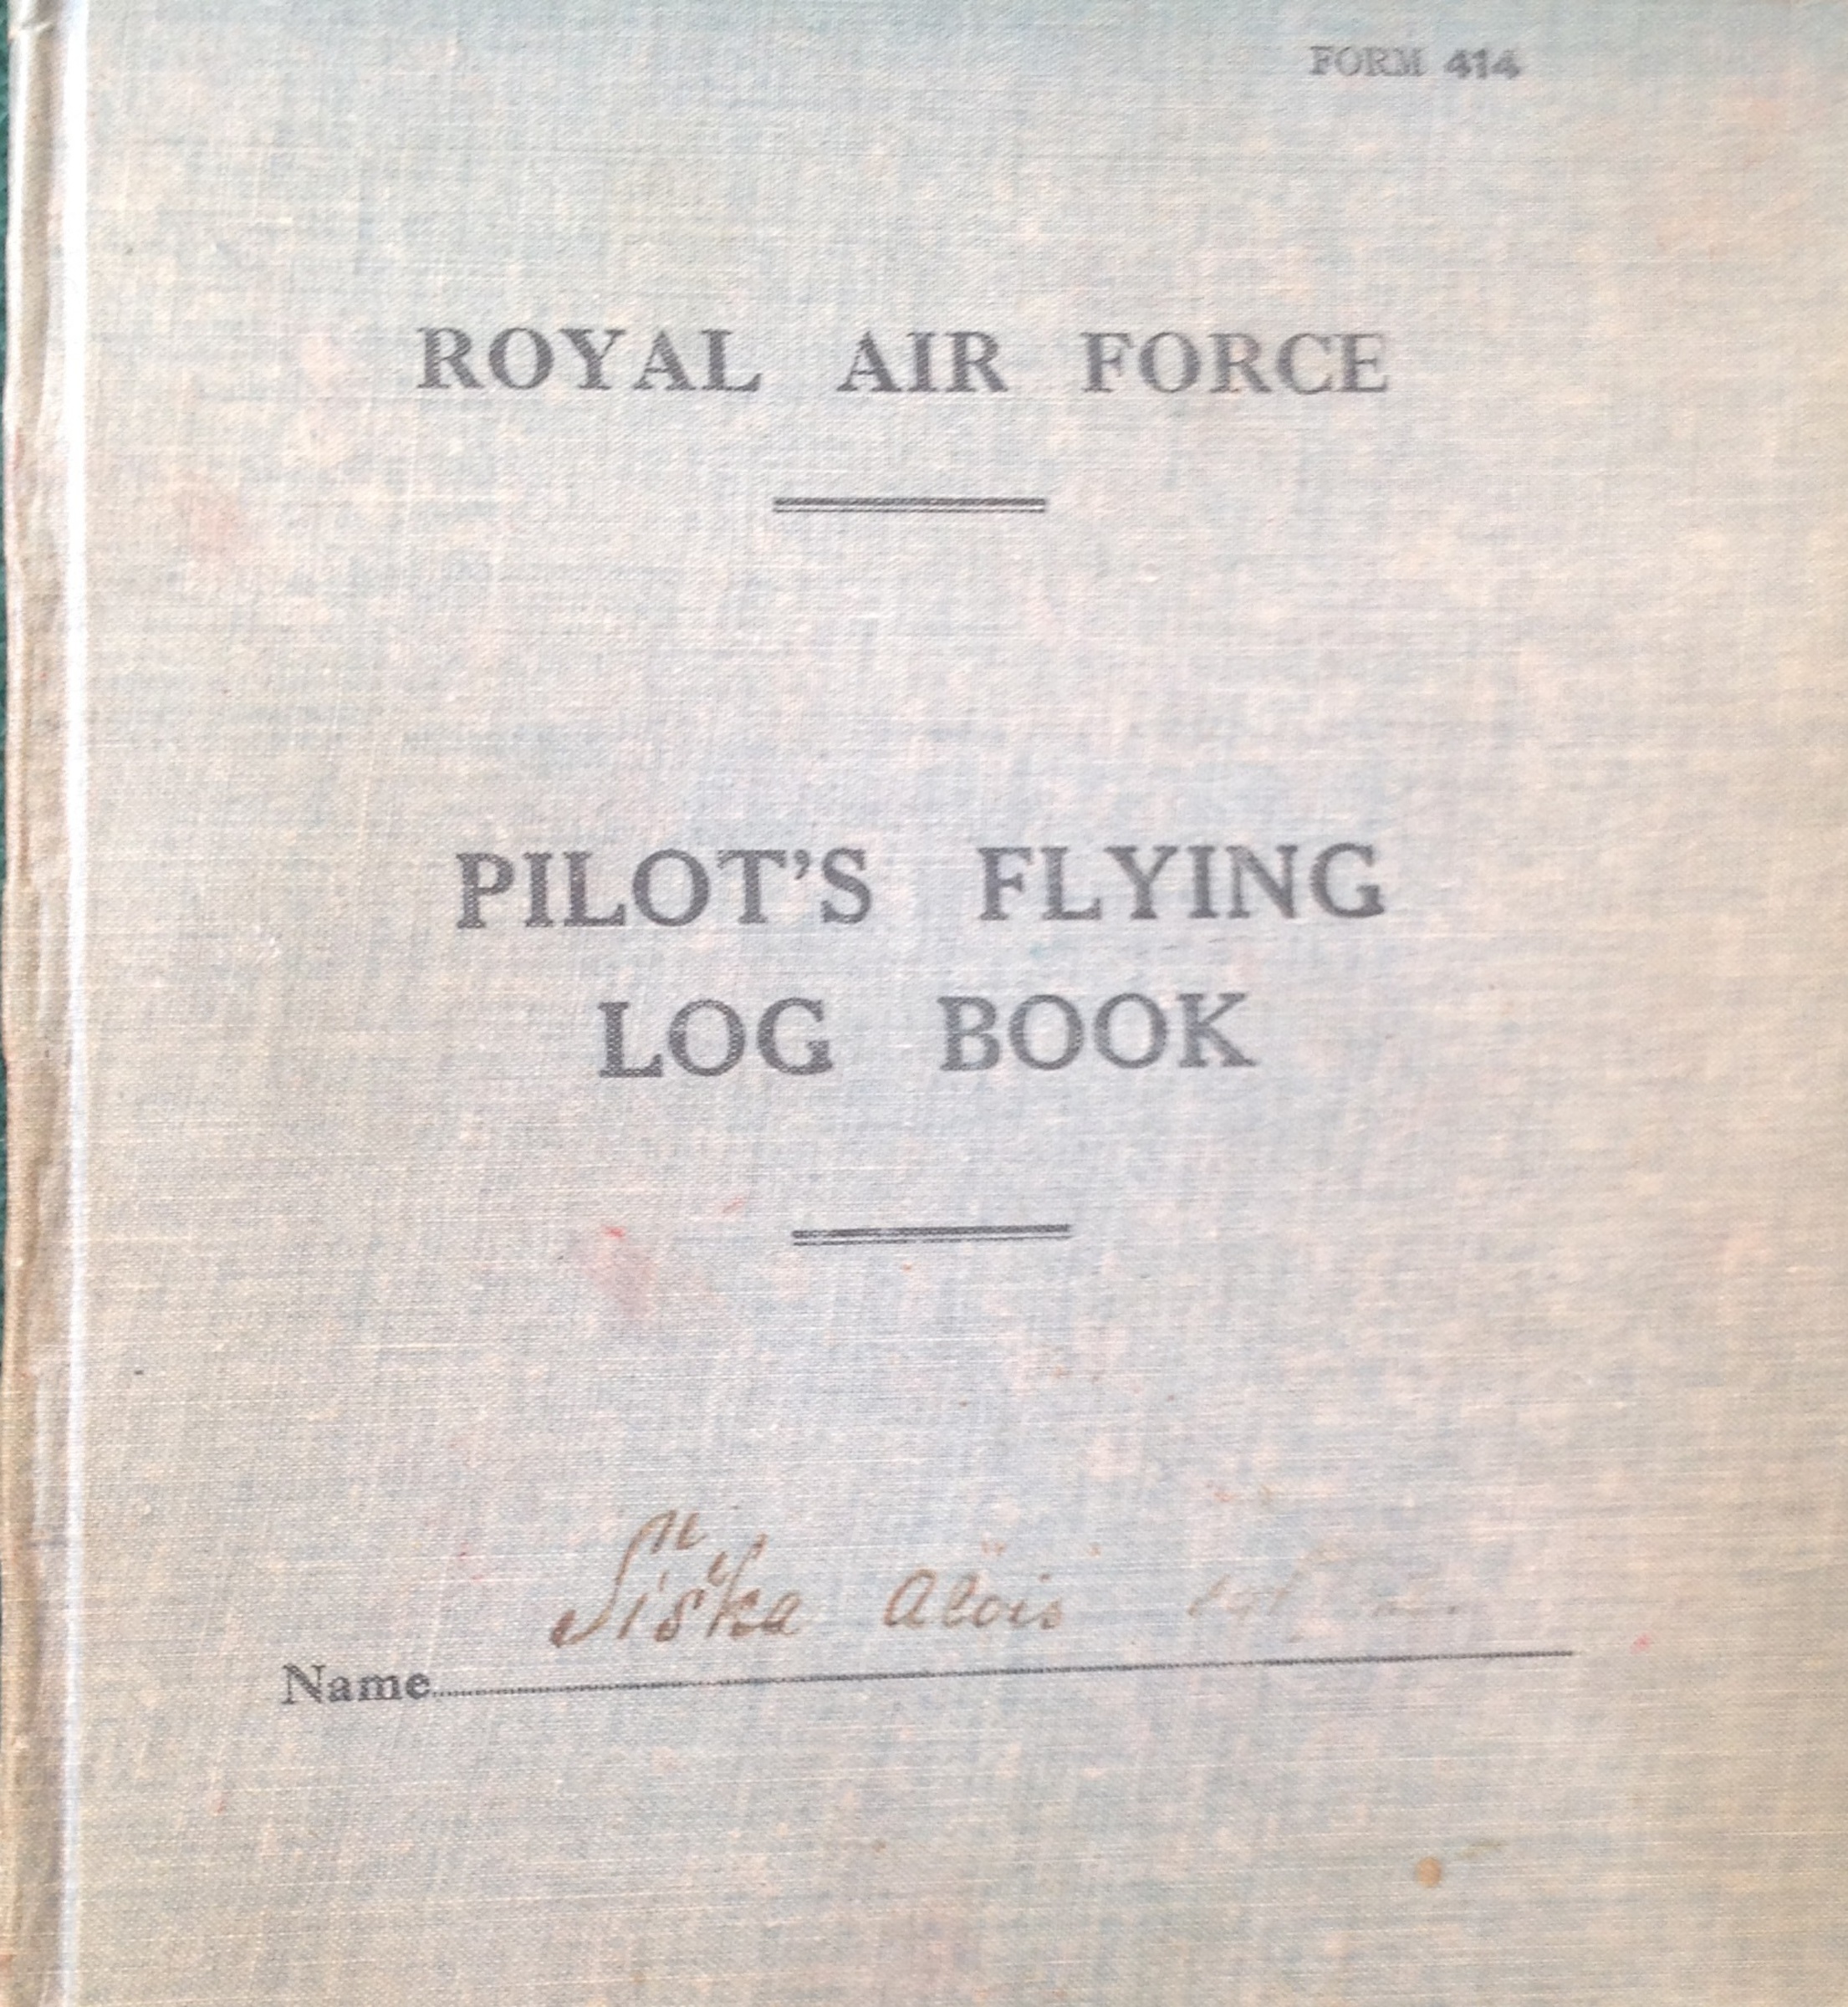 FORM 414
ROYAL AIR FORCE
PILOT'S FLYING
LOG BOOK
Šiška Alois
Name